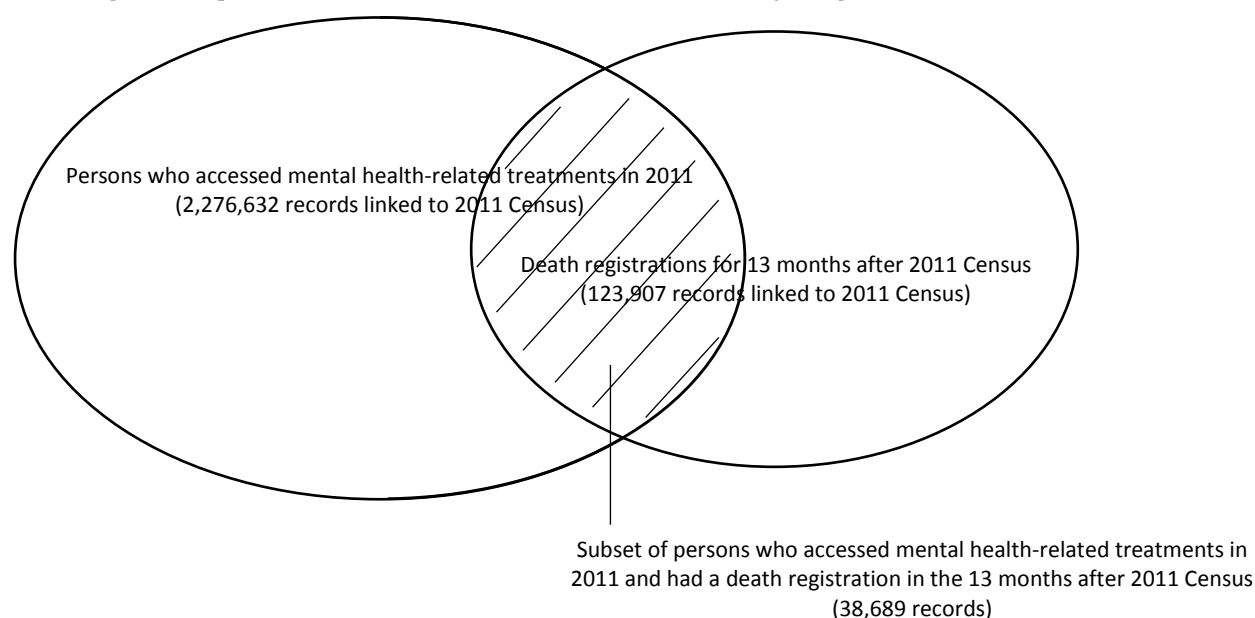 Persons who accessed mental health-related treatments in 2011
(2,276,632 records linked to 2011 Census)
Death registrations for 13 months after 2011 Census
(123,907 records linked to 2011 Census)
Subset of persons who accessed mental health-related treatments in
2011 and had a death registration in the 13 months after 2011 Census
(38,689 records)